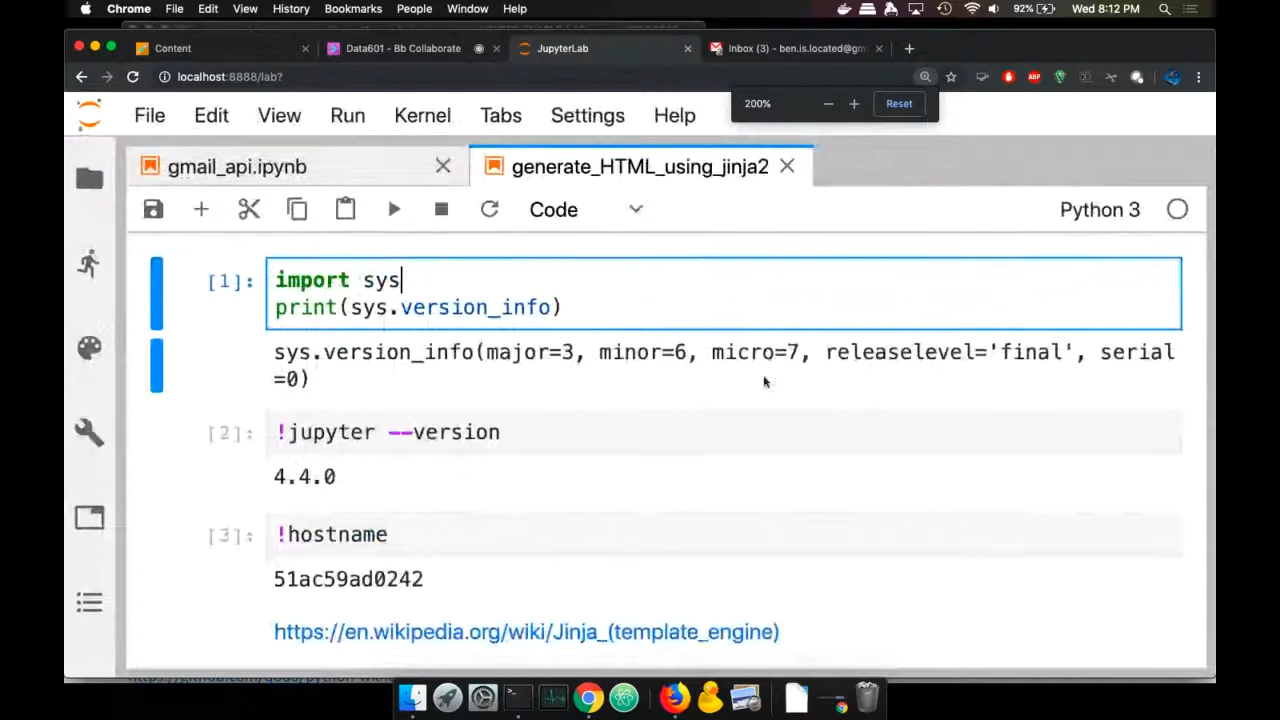 Chrome File Edit View History Bookmarks People Window Help 92% Wed 8:12 PM
Content Data601 - Bb Collaborate JupyterLab Inbox (3) - ben.is.located@gm
localhost:8888/lab?
ABP
200% Reset
File Edit View Run Kernel Tabs Settings Help
gmail_api.ipynb generate_HTML_using_jinja2
Code Python 3
[1]: import sys
print(sys.version_info)
sys.version_info(major=3, minor=6, micro=7, releaselevel='final', serial
=0)
[2]: !jupyter --version
4.4.0
[3]: !hostname
51ac59ad0242
https://en.wikipedia.org/wiki/Jinja_(template_engine)